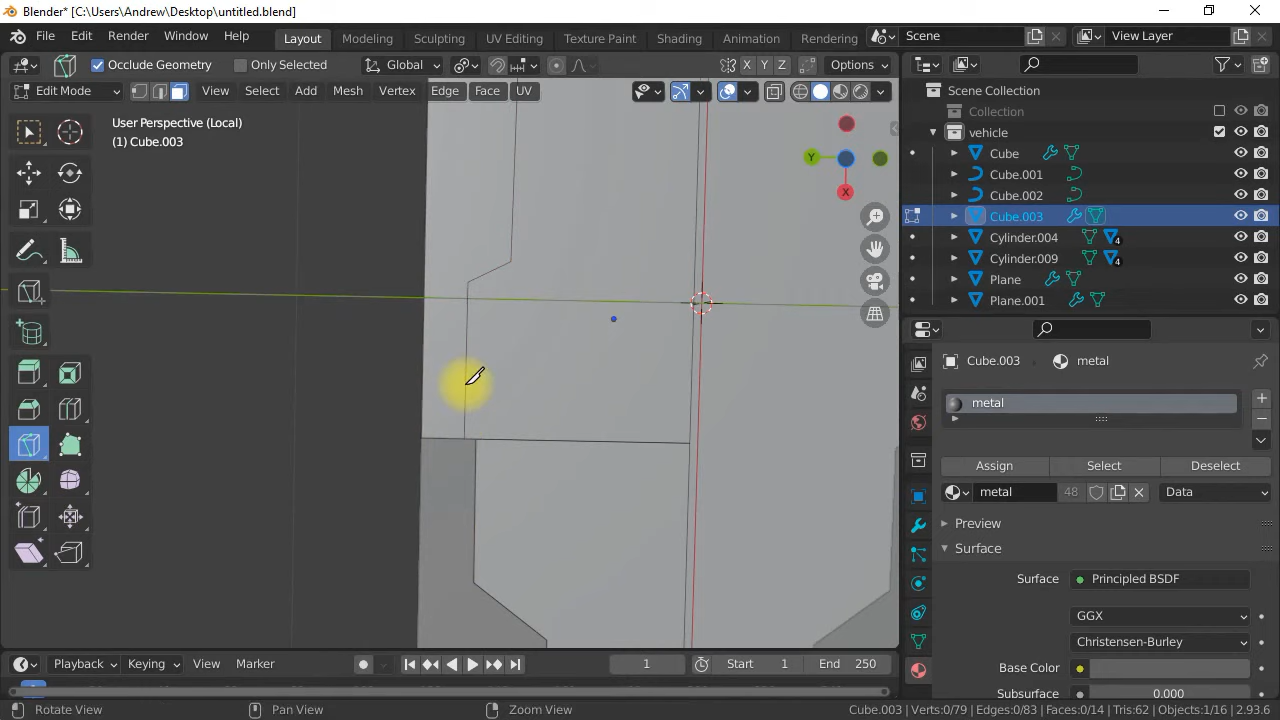 Blender* [C:\Users\Andrew\Desktop\untitled.blend]
File Edit Render Window Help Layout Modeling Sculpting UV Editing Texture Paint Shading Animation Rendering Scene View Layer
Occlude Geometry Only Selected Global X Y Z Options
Edit Mode View Select Add Mesh Vertex Edge Face UV
Scene Collection
Collection
vehicle
User Perspective (Local)
(1) Cube.003
Cube
Cube.001
Cube.002
Cube.003
Cylinder.004 4
Cylinder.009 4
Plane
Plane.001
Y
X
Cube.003 metal
metal
Assign Select Deselect
metal 48 Data
Preview
Surface
Surface Principled BSDF
GGX
Christensen-Burley
Base Color
Subsurface 0.000
Playback Keying View Marker 1 Start 1 End 250
Rotate View Pan View Zoom View Cube.003 | Verts:0/79 | Edges:0/83 | Faces:0/14 | Tris:62 | Objects:1/16 | 2.93.6